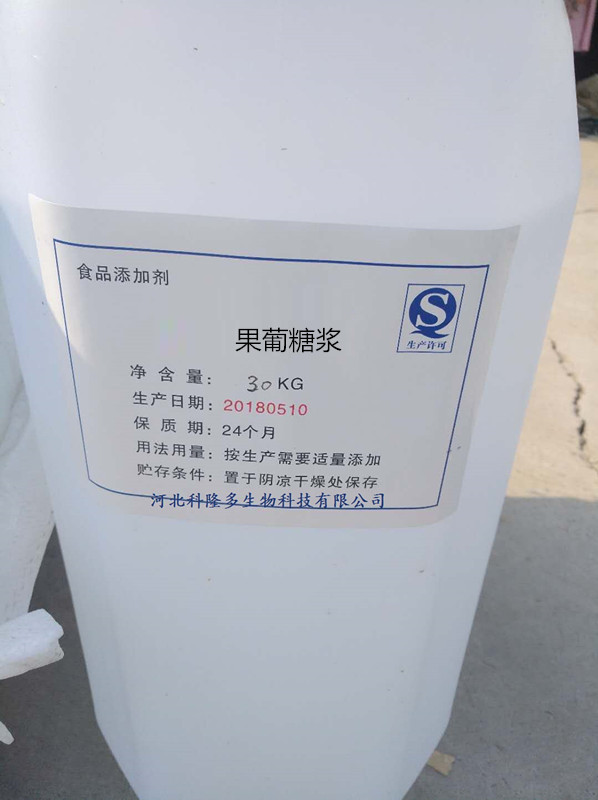 食品添加剂
生产许可
果葡糖浆
净含量： 30KG
生产日期：20180510
保质期：24个月
用法用量：按生产需要适量添加
贮存条件：置于阴凉干燥处保存
河北科隆多生物科技有限公司